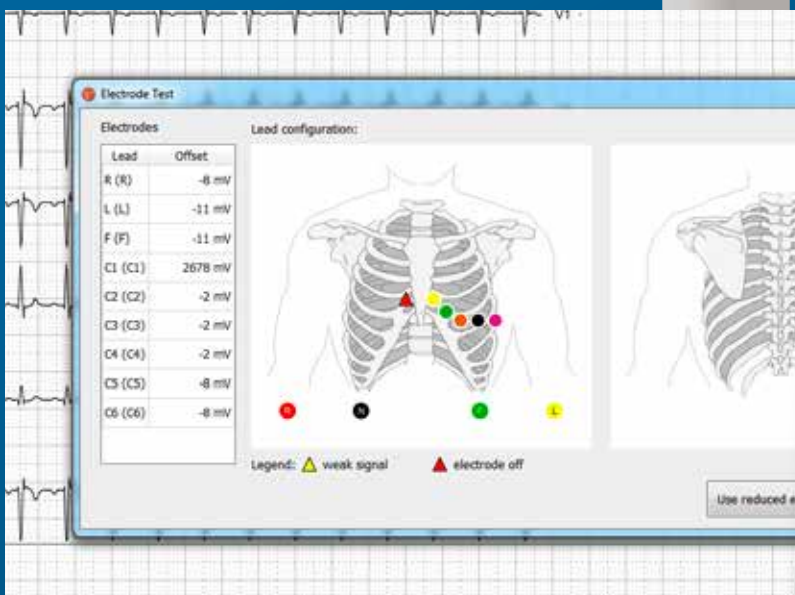 V1
Electrode Test
Electrodes
Lead configuration:
Lead Offset
R (R) -8 mV
L (L) -11 mV
F (F) -11 mV
C1 (C1) 2678 mV
C2 (C2) -2 mV
C3 (C3) -2 mV
C4 (C4) -2 mV
C5 (C5) -8 mV
C6 (C6) -8 mV
R N F L
Legend: weak signal electrode off
Use reduced e